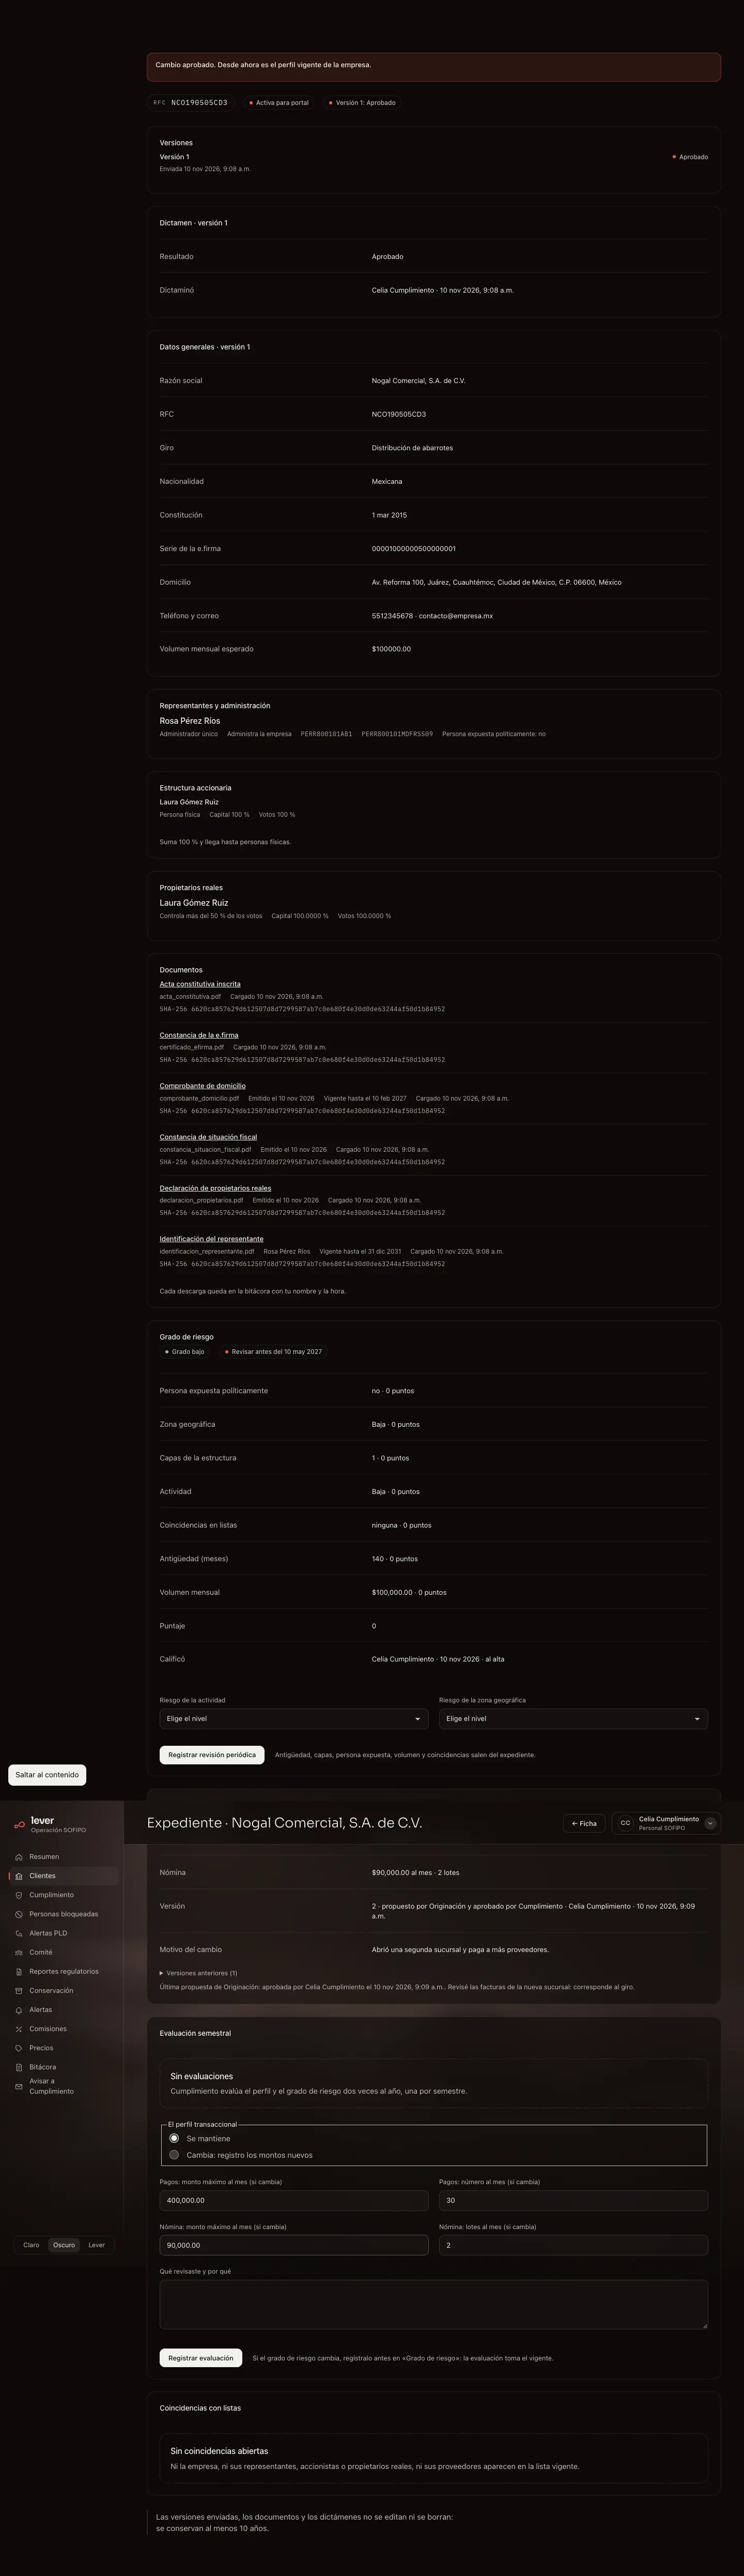 Cambio aprobado. Desde ahora es el perfil vigente de la empresa.
RFC NCO190505CD3
Activa para portal
Versión 1: Aprobado
Versiones
Versión 1
Aprobado
Enviada 10 nov 2026, 9:08 a.m.
Dictamen · versión 1
Resultado
Aprobado
Dictaminó
Celia Cumplimiento · 10 nov 2026, 9:08 a.m.
Datos generales · versión 1
Razón social
Nogal Comercial, S.A. de C.V.
RFC
NCO190505CD3
Giro
Distribución de abarrotes
Nacionalidad
Mexicana
Constitución
1 mar 2015
Serie de la e.firma
00001000000500000001
Domicilio
Av. Reforma 100, Juárez, Cuauhtémoc, Ciudad de México, C.P. 06600, México
Teléfono y correo
5512345678 · contacto@empresa.mx
Volumen mensual esperado
$100000.00
Representantes y administración
Rosa Pérez Ríos
Administrador único Administra la empresa PERR800101AB1 PERR800101MDFRSS09 Persona expuesta políticamente: no
Estructura accionaria
Laura Gómez Ruiz
Persona física Capital 100 % Votos 100 %
Suma 100 % y llega hasta personas físicas.
Propietarios reales
Laura Gómez Ruiz
Controla más del 50 % de los votos Capital 100.0000 % Votos 100.0000 %
Documentos
Acta constitutiva inscrita
acta_constitutiva.pdf Cargado 10 nov 2026, 9:08 a.m.
SHA-256 6620ca857629d612507d8d7299587ab7c0e680f4e30d0de63244af50d1b84952
Constancia de la e.firma
certificado_efirma.pdf Cargado 10 nov 2026, 9:08 a.m.
SHA-256 6620ca857629d612507d8d7299587ab7c0e680f4e30d0de63244af50d1b84952
Comprobante de domicilio
comprobante_domicilio.pdf Emitido el 10 nov 2026 Vigente hasta el 10 feb 2027 Cargado 10 nov 2026, 9:08 a.m.
SHA-256 6620ca857629d612507d8d7299587ab7c0e680f4e30d0de63244af50d1b84952
Constancia de situación fiscal
constancia_situacion_fiscal.pdf Emitido el 10 nov 2026 Cargado 10 nov 2026, 9:08 a.m.
SHA-256 6620ca857629d612507d8d7299587ab7c0e680f4e30d0de63244af50d1b84952
Declaración de propietarios reales
declaracion_propietarios.pdf Emitido el 10 nov 2026 Cargado 10 nov 2026, 9:08 a.m.
SHA-256 6620ca857629d612507d8d7299587ab7c0e680f4e30d0de63244af50d1b84952
Identificación del representante
identificacion_representante.pdf Rosa Pérez Ríos Vigente hasta el 31 dic 2031 Cargado 10 nov 2026, 9:08 a.m.
SHA-256 6620ca857629d612507d8d7299587ab7c0e680f4e30d0de63244af50d1b84952
Cada descarga queda en la bitácora con tu nombre y la hora.
Grado de riesgo
Grado bajo
Revisar antes del 10 may 2027
Persona expuesta políticamente
no · 0 puntos
Zona geográfica
Baja · 0 puntos
Capas de la estructura
1 · 0 puntos
Actividad
Baja · 0 puntos
Coincidencias en listas
ninguna · 0 puntos
Antigüedad (meses)
140 · 0 puntos
Volumen mensual
$100,000.00 · 0 puntos
Puntaje
0
Calificó
Celia Cumplimiento · 10 nov 2026 · al alta
Riesgo de la actividad
Riesgo de la zona geográfica
Elige el nivel
Elige el nivel
Registrar revisión periódica
Antigüedad, capas, persona expuesta, volumen y coincidencias salen del expediente.
Saltar al contenido
lever
Operación SOFIPO
Expediente · Nogal Comercial, S.A. de C.V.
← Ficha
CC
Celia Cumplimiento
Personal SOFIPO
Resumen
Clientes
Cumplimiento
Personas bloqueadas
Alertas PLD
Comité
Reportes regulatorios
Conservación
Alertas
Comisiones
Precios
Bitácora
Avisar a
Cumplimiento
Claro
Oscuro
Lever
Nómina
$90,000.00 al mes · 2 lotes
Versión
2 · propuesto por Originación y aprobado por Cumplimiento · Celia Cumplimiento · 10 nov 2026, 9:09
a.m.
Motivo del cambio
Abrió una segunda sucursal y paga a más proveedores.
Versiones anteriores (1)
Última propuesta de Originación: aprobada por Celia Cumplimiento el 10 nov 2026, 9:09 a.m.. Revisé las facturas de la nueva sucursal: corresponde al giro.
Evaluación semestral
Sin evaluaciones
Cumplimiento evalúa el perfil y el grado de riesgo dos veces al año, una por semestre.
El perfil transaccional
Se mantiene
Cambia: registro los montos nuevos
Pagos: monto máximo al mes (si cambia)
Pagos: número al mes (si cambia)
400,000.00
30
Nómina: monto máximo al mes (si cambia)
Nómina: lotes al mes (si cambia)
90,000.00
2
Qué revisaste y por qué
Registrar evaluación
Si el grado de riesgo cambia, regístralo antes en «Grado de riesgo»: la evaluación toma el vigente.
Coincidencias con listas
Sin coincidencias abiertas
Ni la empresa, ni sus representantes, accionistas o propietarios reales, ni sus proveedores aparecen en la lista vigente.
Las versiones enviadas, los documentos y los dictámenes no se editan ni se borran:
se conservan al menos 10 años.